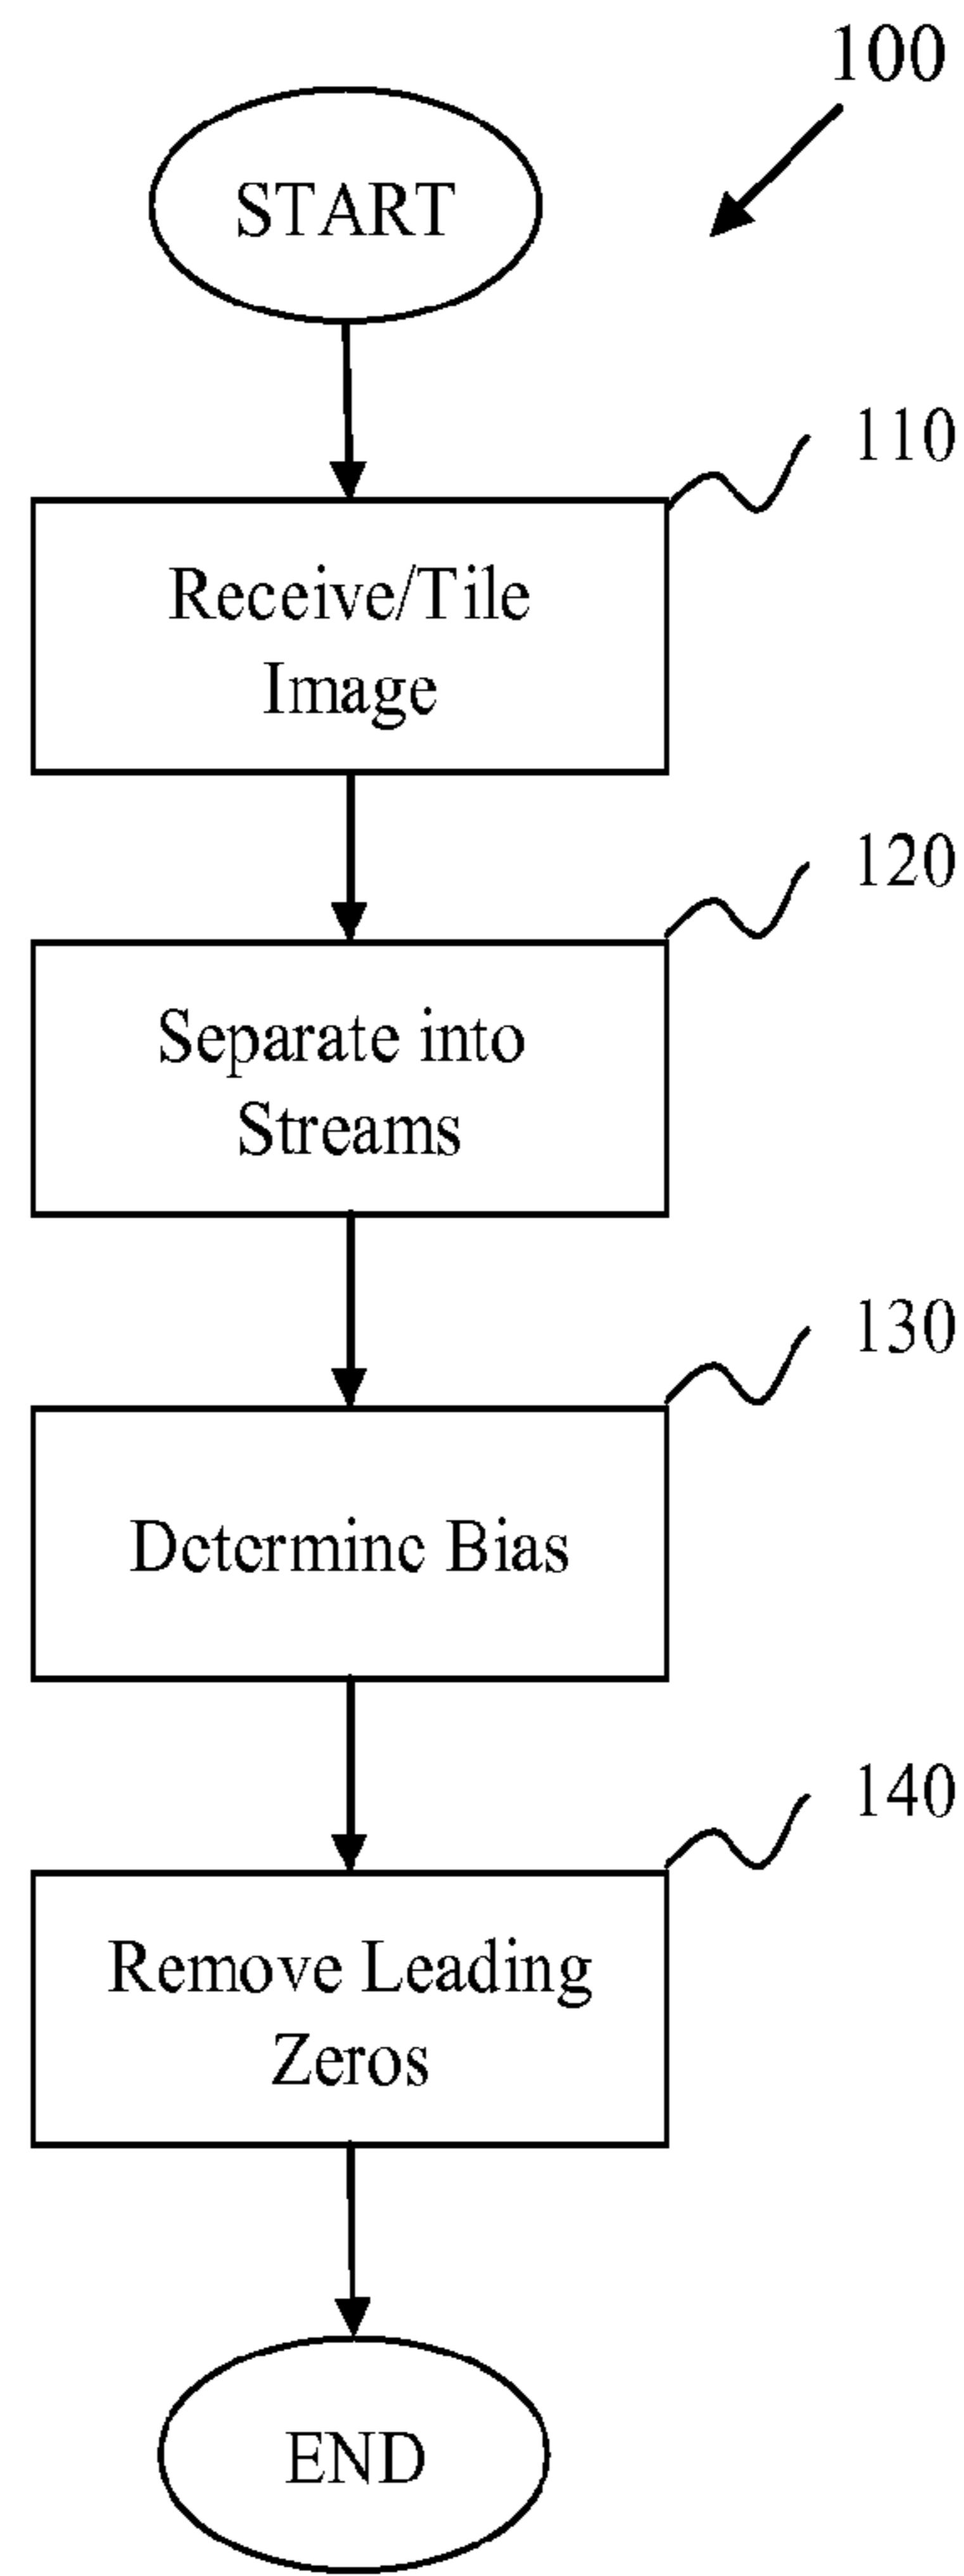 100
START
110
Receive/Tile
Image
120
Separate into
Streams
130
Determine Bias
140
Remove Leading
Zeros
END